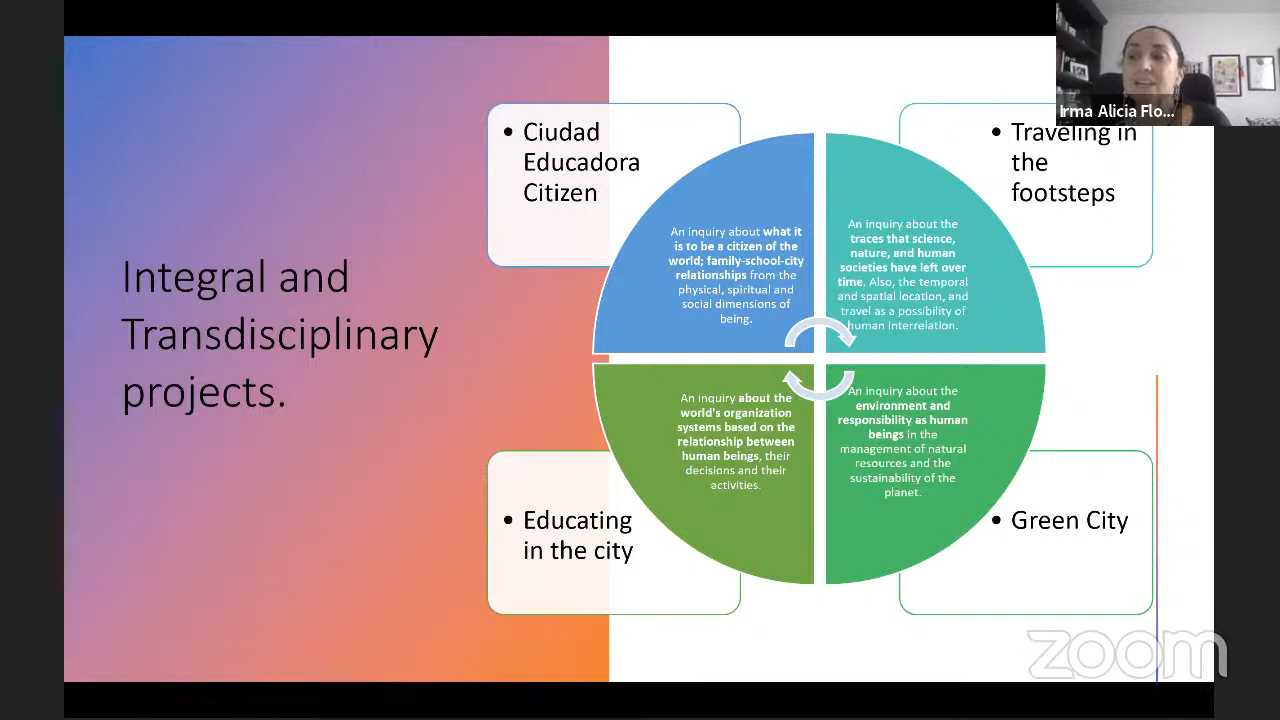 Irma Alicia Flo...
Integral and
Transdisciplinary
projects.
• Ciudad
Educadora
Citizen
An inquiry about what it
is to be a citizen of the
world; family-school-city
relationships from the
physical, spiritual and
social dimensions of
being.
• Traveling in
the
footsteps
An inquiry about the
traces that science,
nature, and human
societies have left over
time. Also, the temporal
and spatial location, and
travel as a possibility of
human interrelation.
An inquiry about the
world's organization
systems based on the
relationship between
human beings, their
decisions and their
activities.
• Educating
in the city
An inquiry about the
environment and
responsibility as human
beings in the
management of natural
resources and the
sustainability of the
planet.
• Green City
zoom